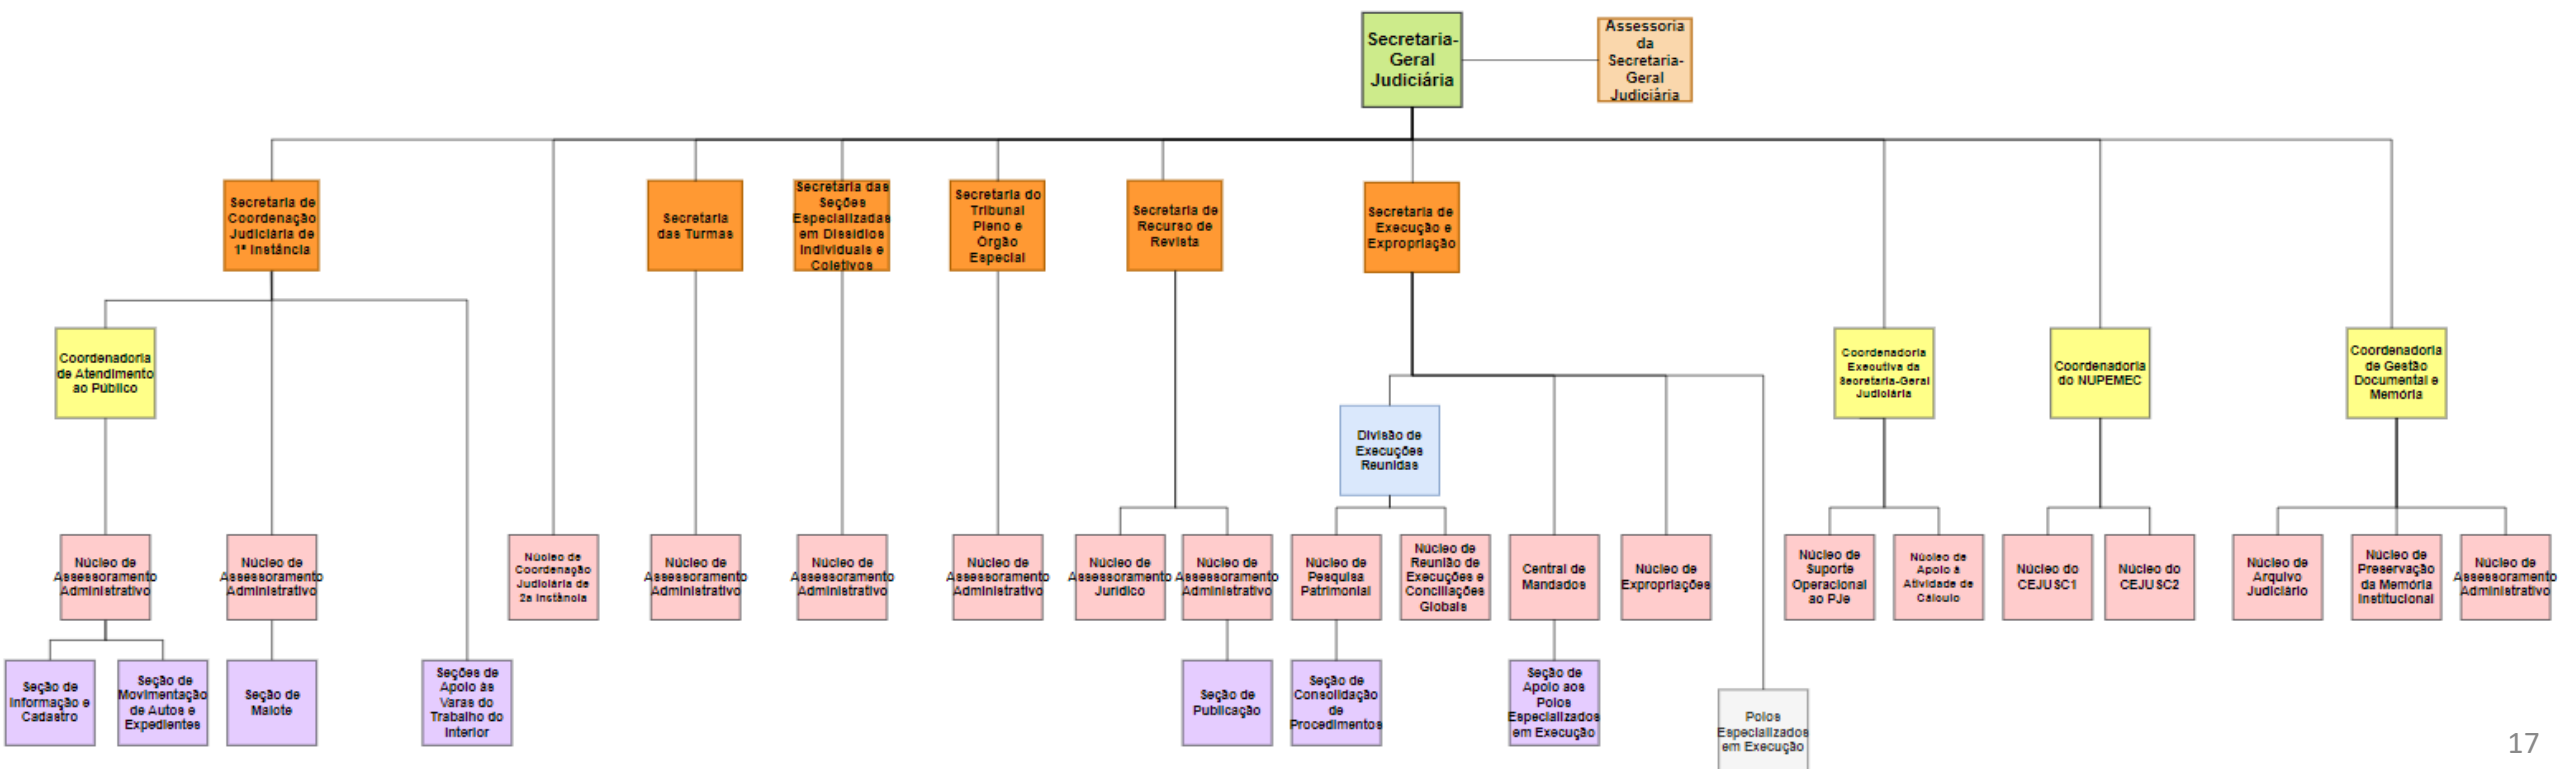 Secretaria-
Geral
Judiciária
Assessoria
da
Secretaria-
Geral
Judiciária
Secretaria de
Coordenação
Judiciária de
1ª Instância
Secretaria
das Turmas
Secretaria das
Seções
Especializadas
em Dissídios
Individuais e
Coletivos
Secretaria do
Tribunal
Pleno e
Órgão
Especial
Secretaria de
Recurso de
Revista
Secretaria de
Execução e
Expropriação
Coordenadoria
de Atendimento
ao Público
Coordenadoria
Executiva da
Secretaria-Geral
Judiciária
Coordenadoria
do NUPEMEC
Coordenadoria
de Gestão
Documental e
Memória
Divisão de
Execuções
Reunidas
Núcleo de
Assessoramento
Administrativo
Núcleo de
Assessoramento
Administrativo
Núcleo de
Coordenação
Judiciária de
2a Instância
Núcleo de
Assessoramento
Administrativo
Núcleo de
Assessoramento
Administrativo
Núcleo de
Assessoramento
Administrativo
Núcleo de
Assessoramento
Jurídico
Núcleo de
Assessoramento
Administrativo
Núcleo de
Pesquisa
Patrimonial
Núcleo de
Reunião de
Execuções e
Conciliações
Globais
Central de
Mandados
Núcleo de
Expropriações
Núcleo de
Suporte
Operacional
ao PJe
Núcleo de
Apoio à
Atividade de
Cálculo
Núcleo do
CEJUSC1
Núcleo do
CEJUSC2
Núcleo de
Arquivo
Judiciário
Núcleo de
Preservação
da Memória
Institucional
Núcleo de
Assessoramento
Administrativo
Seção de
Informação e
Cadastro
Seção de
Movimentação
de Autos e
Expedientes
Seção de
Malote
Seções de
Apoio às
Varas do
Trabalho do
Interior
Seção de
Publicação
Seção de
Consolidação
de
Procedimentos
Seção de
Apoio aos
Polos
Especializados
em Execução
Polos
Especializados
em Execução
17